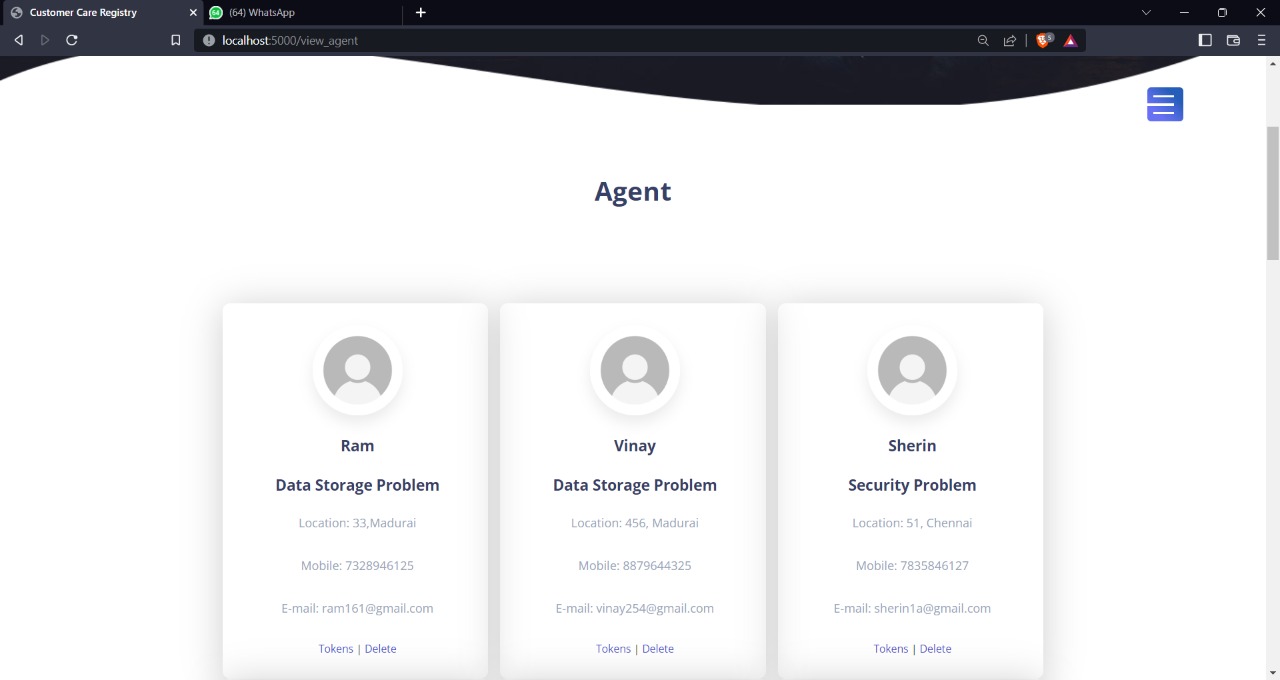 Customer Care Registry
64
(64) WhatsApp
localhost:5000/view_agent
5
Agent
Ram
Data Storage Problem
Location: 33,Madurai
Mobile: 7328946125
E-mail: ram161@gmail.com
Tokens | Delete
Vinay
Data Storage Problem
Location: 456, Madurai
Mobile: 8879644325
E-mail: vinay254@gmail.com
Tokens | Delete
Sherin
Security Problem
Location: 51, Chennai
Mobile: 7835846127
E-mail: sherin1a@gmail.com
Tokens | Delete